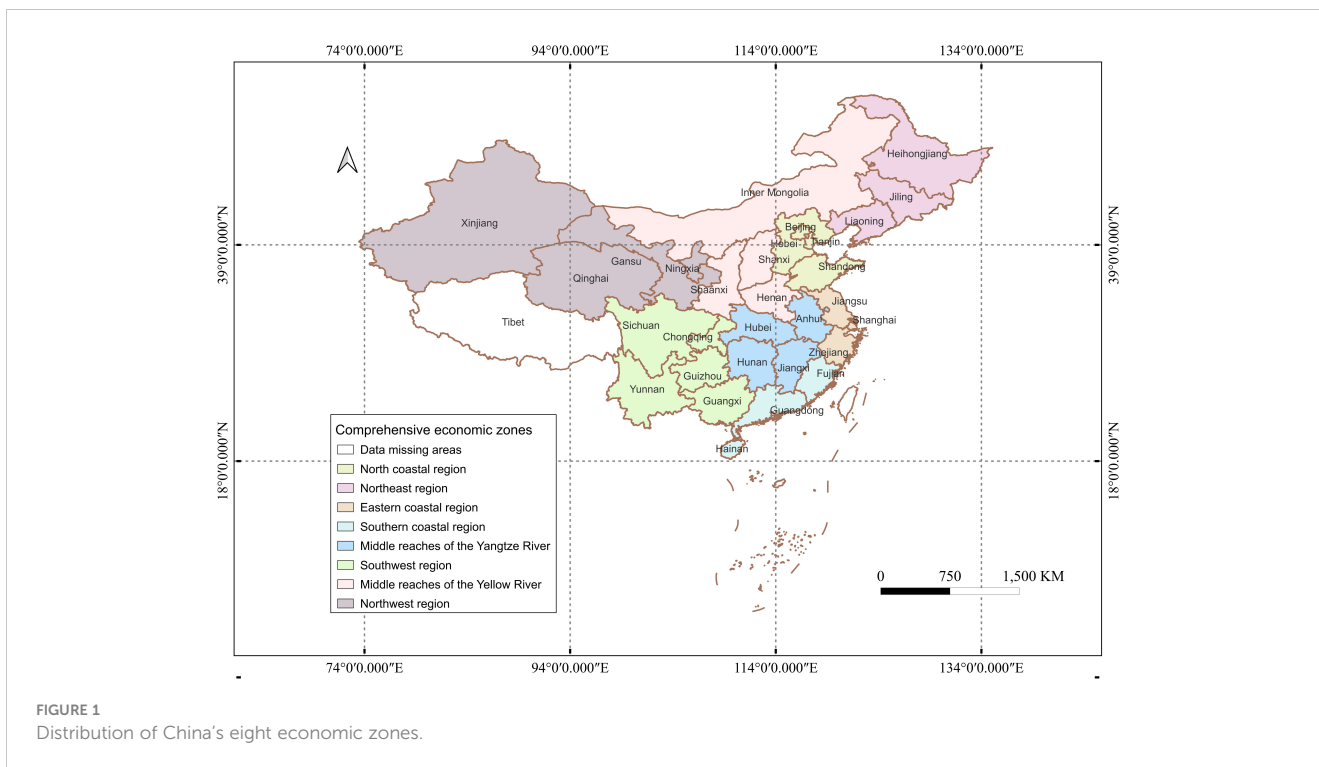 74°0′0.000″E 94°0′0.000″E 114°0′0.000″E 134°0′0.000″E
39°0′0.000″N
18°0′0.000″N
39°0′0.000″N
18°0′0.000″N
Heihongjiang
Jiling
Inner Mongolia
Liaoning
Xinjiang
Beijing
Tianjin
Hebei
Shanxi
Gansu
Ningxia
Shandong
Qinghai
Shaanxi
Henan
Jiangsu
Tibet
Sichuan
Hubei
Anhui
Shanghai
Chongqing
Zhejiang
Hunan
Jiangxi
Guizhou
Fujian
Yunnan
Guangxi
Guangdong
Hainan
Comprehensive economic zones
Data missing areas
North coastal region
Northeast region
Eastern coastal region
Southern coastal region
Middle reaches of the Yangtze River
Southwest region
Middle reaches of the Yellow River
Northwest region
0 750 1,500 KM
74°0′0.000″E 94°0′0.000″E 114°0′0.000″E 134°0′0.000″E
FIGURE 1
Distribution of China's eight economic zones.